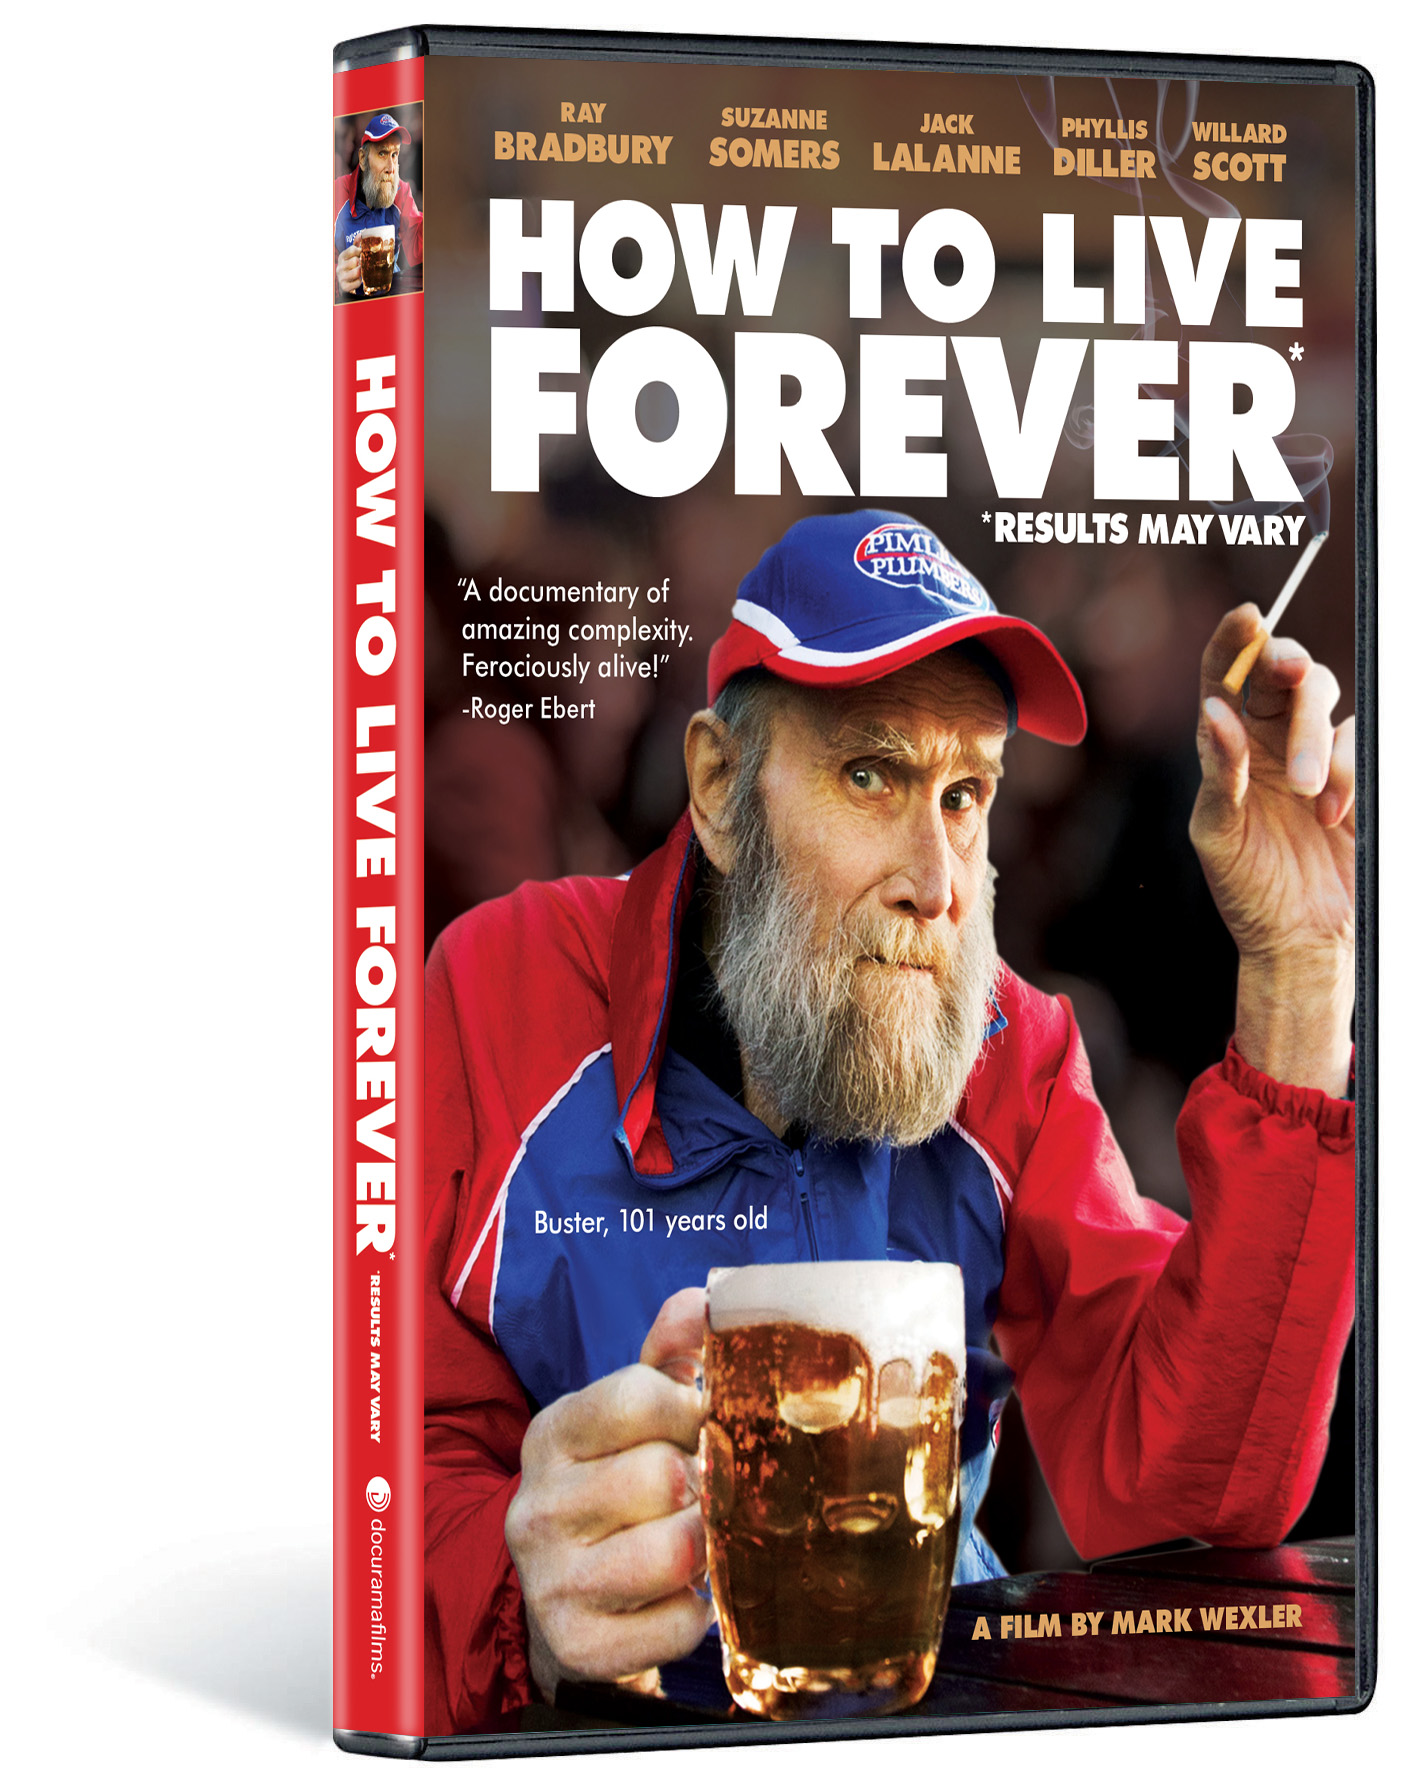 RAY
BRADBURY
SUZANNE
SOMERS
JACK
LALANNE
PHYLLIS
DILLER
WILLARD
SCOTT
HOW TO LIVE
FOREVER*
*RESULTS MAY VARY
"A documentary of
amazing complexity.
Ferociously alive!"
-Roger Ebert
PLUMBERS
Buster, 101 years old
A FILM BY MARK WEXLER
HOW TO LIVE FOREVER*
*RESULTS MAY VARY
docuramafilms.